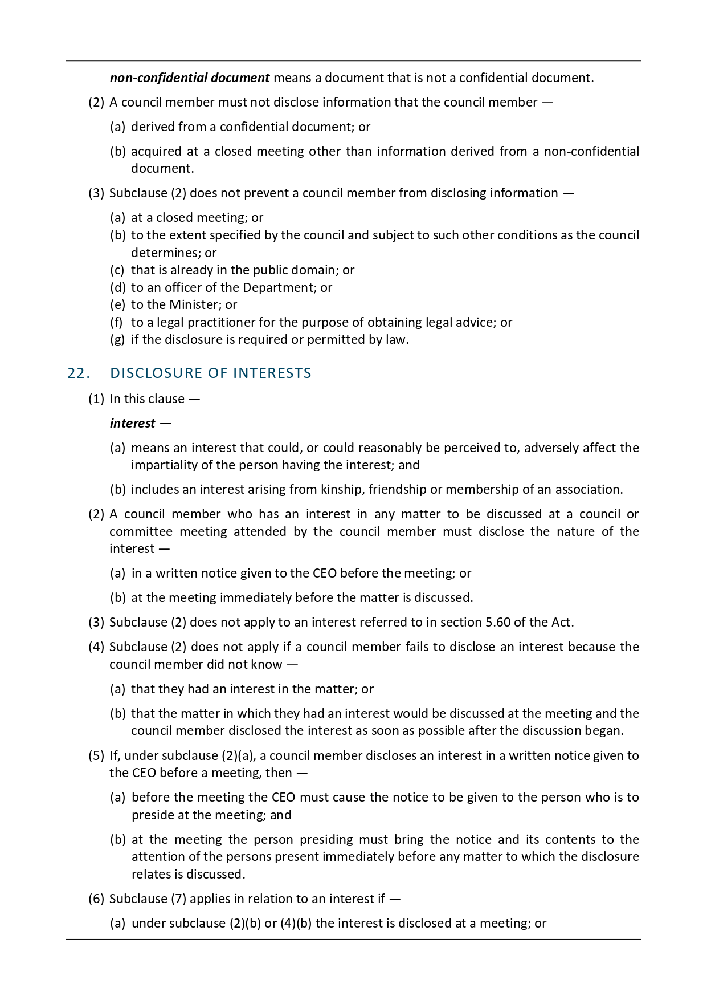 non-confidential document means a document that is not a confidential document.
(2) A council member must not disclose information that the council member —
(a) derived from a confidential document; or
(b) acquired at a closed meeting other than information derived from a non-confidential
document.
(3) Subclause (2) does not prevent a council member from disclosing information —
(a) at a closed meeting; or
(b) to the extent specified by the council and subject to such other conditions as the council
determines; or
(c) that is already in the public domain; or
(d) to an officer of the Department; or
(e) to the Minister; or
(f) to a legal practitioner for the purpose of obtaining legal advice; or
(g) if the disclosure is required or permitted by law.
22. DISCLOSURE OF INTERESTS
(1) In this clause —
interest —
(a) means an interest that could, or could reasonably be perceived to, adversely affect the
impartiality of the person having the interest; and
(b) includes an interest arising from kinship, friendship or membership of an association.
(2) A council member who has an interest in any matter to be discussed at a council or
committee meeting attended by the council member must disclose the nature of the
interest —
(a) in a written notice given to the CEO before the meeting; or
(b) at the meeting immediately before the matter is discussed.
(3) Subclause (2) does not apply to an interest referred to in section 5.60 of the Act.
(4) Subclause (2) does not apply if a council member fails to disclose an interest because the
council member did not know —
(a) that they had an interest in the matter; or
(b) that the matter in which they had an interest would be discussed at the meeting and the
council member disclosed the interest as soon as possible after the discussion began.
(5) If, under subclause (2)(a), a council member discloses an interest in a written notice given to
the CEO before a meeting, then —
(a) before the meeting the CEO must cause the notice to be given to the person who is to
preside at the meeting; and
(b) at the meeting the person presiding must bring the notice and its contents to the
attention of the persons present immediately before any matter to which the disclosure
relates is discussed.
(6) Subclause (7) applies in relation to an interest if —
(a) under subclause (2)(b) or (4)(b) the interest is disclosed at a meeting; or